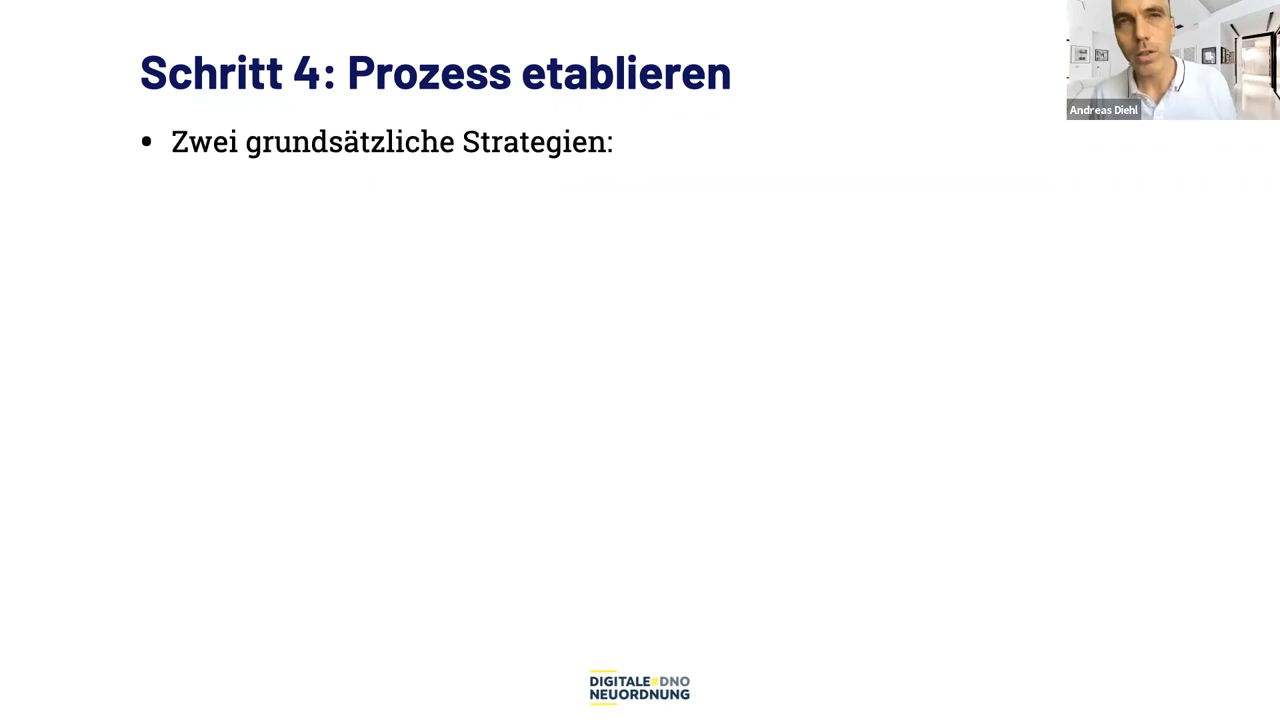 Schritt 4: Prozess etablieren
Andreas Diehl
• Zwei grundsätzliche Strategien:
DIGITALE#DNO
NEUORDNUNG